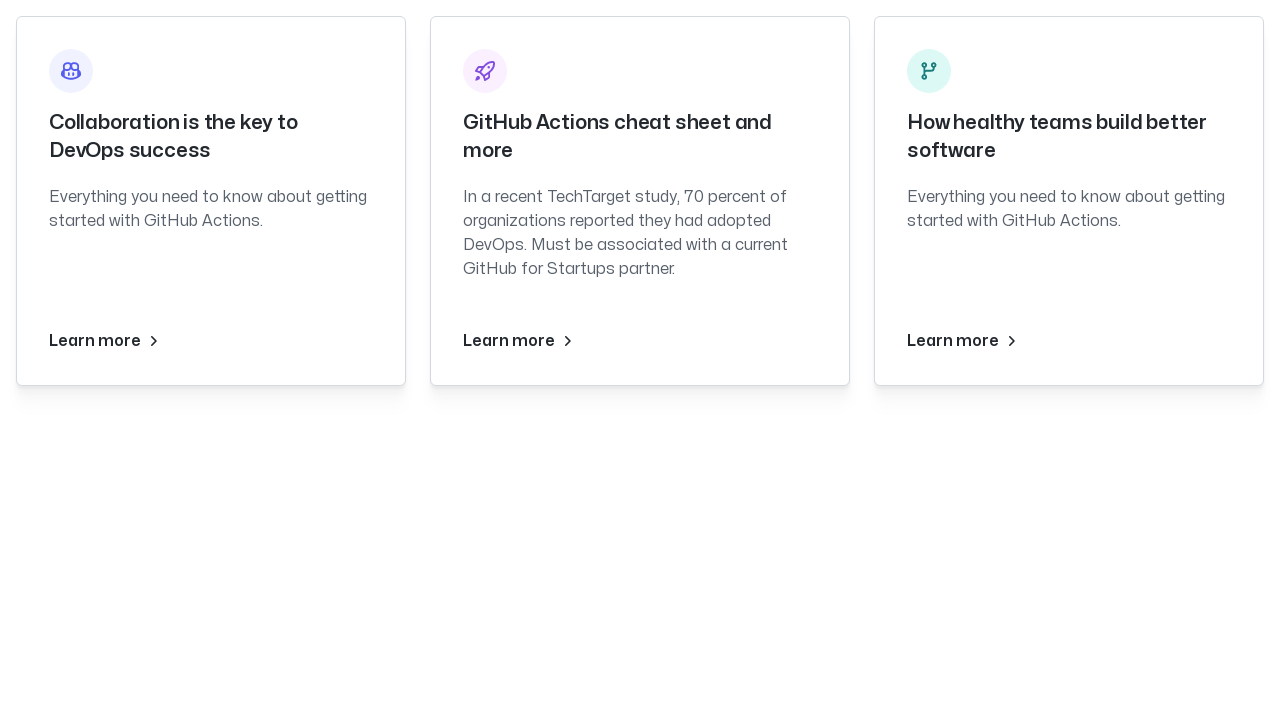 Collaboration is the key to
DevOps success
Everything you need to know about getting
started with GitHub Actions.
Learn more
GitHub Actions cheat sheet and
more
In a recent TechTarget study, 70 percent of
organizations reported they had adopted
DevOps. Must be associated with a current
GitHub for Startups partner.
Learn more
How healthy teams build better
software
Everything you need to know about getting
started with GitHub Actions.
Learn more